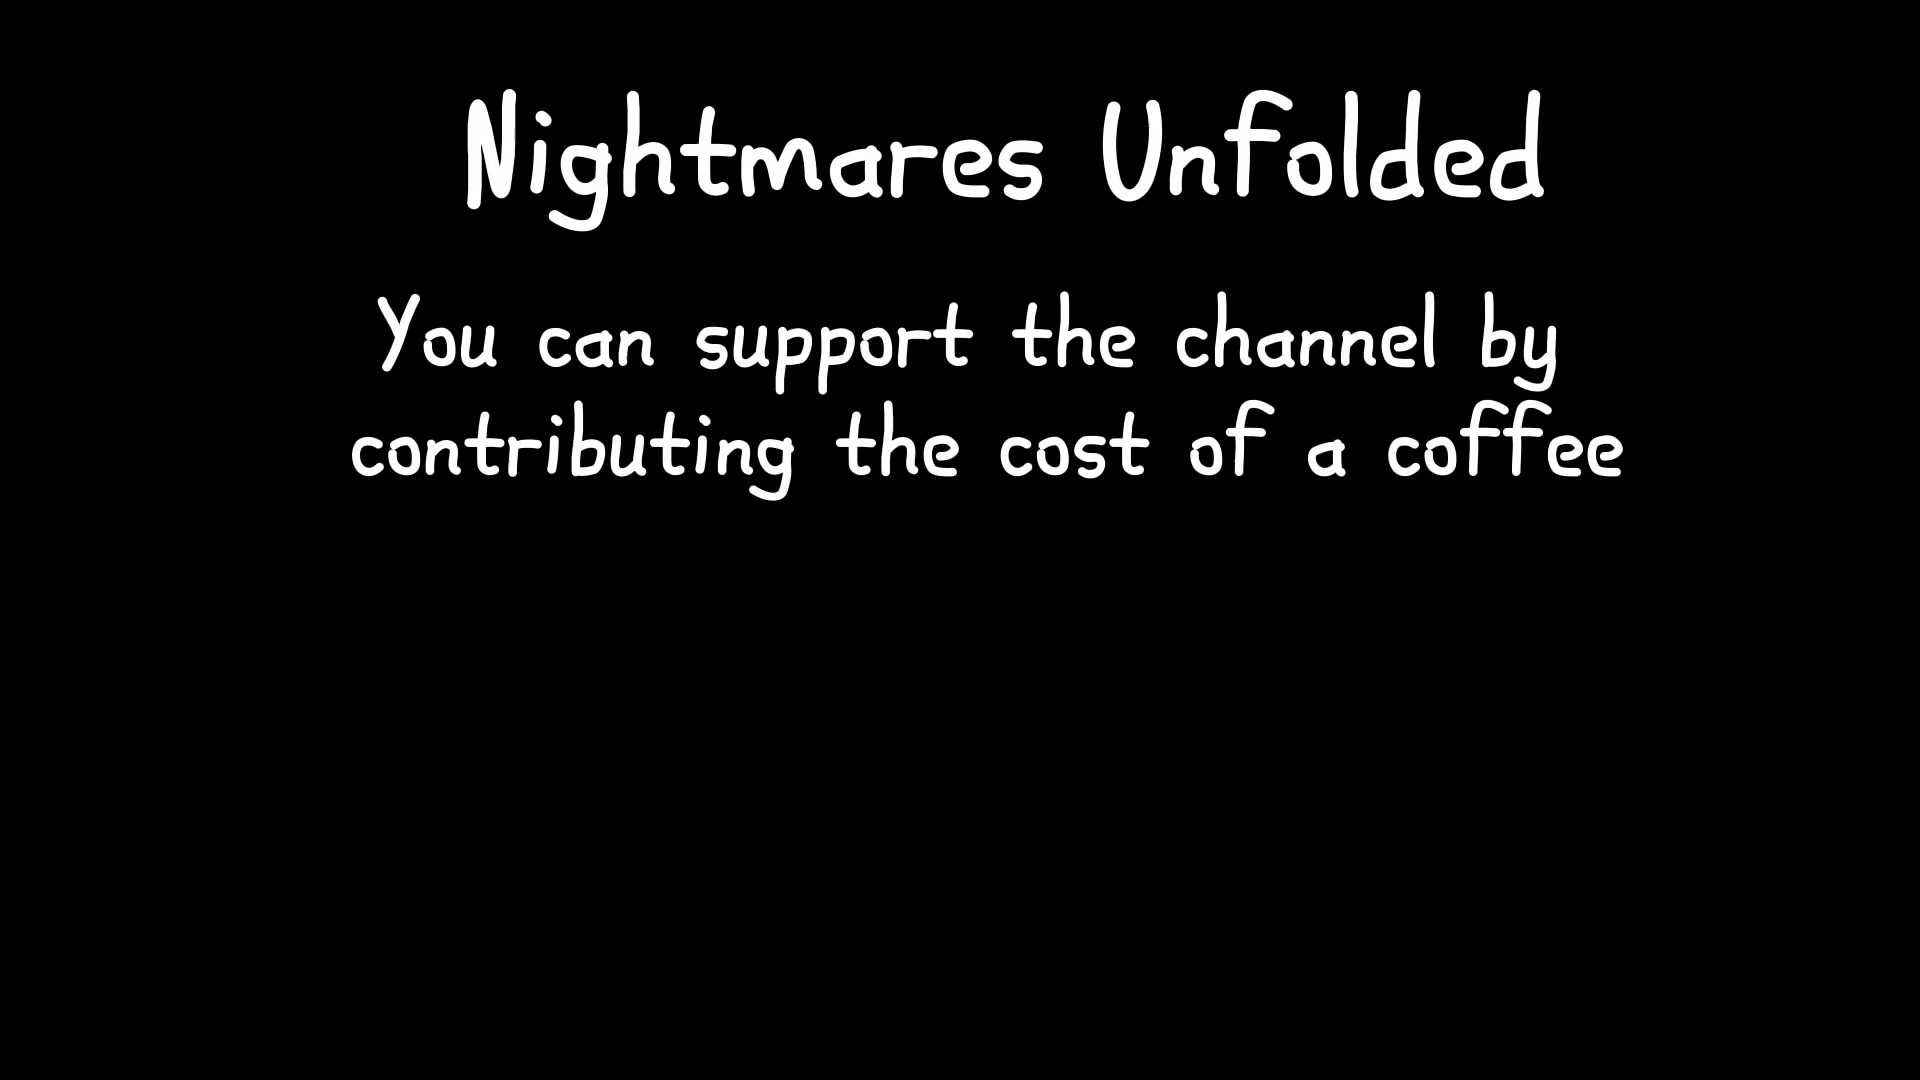 Nightmares Unfolded
You can support the channel by
contributing the cost of a coffee